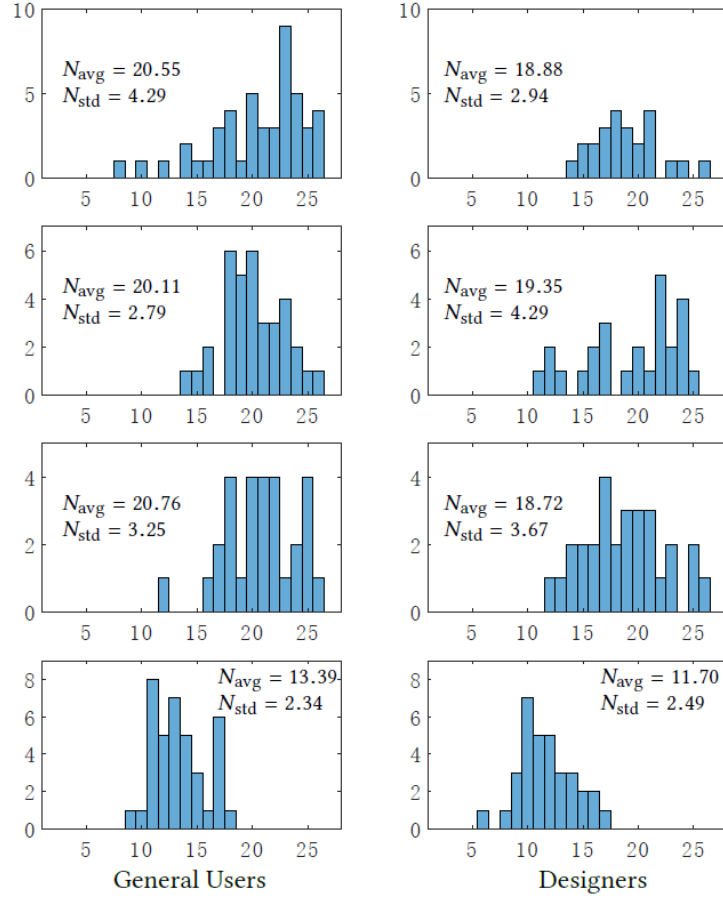 10
5
0
N_avg = 20.55
N_std = 4.29
5 10 15 20 25
10
5
0
N_avg = 18.88
N_std = 2.94
5 10 15 20 25
6
4
2
0
N_avg = 20.11
N_std = 2.79
5 10 15 20 25
6
4
2
0
N_avg = 19.35
N_std = 4.29
5 10 15 20 25
4
2
0
N_avg = 20.76
N_std = 3.25
5 10 15 20 25
4
2
0
N_avg = 18.72
N_std = 3.67
5 10 15 20 25
8
6
4
2
0
N_avg = 13.39
N_std = 2.34
5 10 15 20 25
General Users
8
6
4
2
0
N_avg = 11.70
N_std = 2.49
5 10 15 20 25
Designers